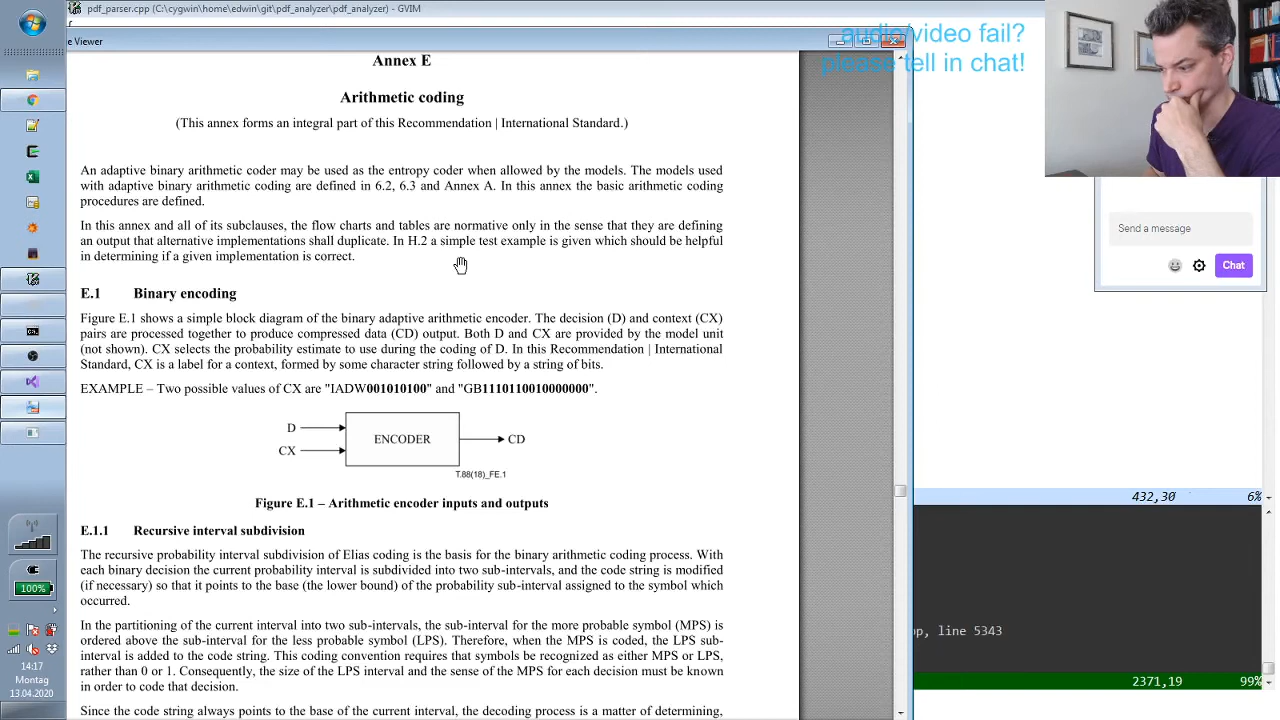 pdf_parser.cpp (C:\cygwin\home\edwin\git\pdf_analyzer\pdf_analyzer) - GVIM
e Viewer
audio/video fail?
please tell in chat!
Annex E
Arithmetic coding
(This annex forms an integral part of this Recommendation | International Standard.)
An adaptive binary arithmetic coder may be used as the entropy coder when allowed by the models. The models used
with adaptive binary arithmetic coding are defined in 6.2, 6.3 and Annex A. In this annex the basic arithmetic coding
procedures are defined.
In this annex and all of its subclauses, the flow charts and tables are normative only in the sense that they are defining
an output that alternative implementations shall duplicate. In H.2 a simple test example is given which should be helpful
in determining if a given implementation is correct.
E.1 Binary encoding
Figure E.1 shows a simple block diagram of the binary adaptive arithmetic encoder. The decision (D) and context (CX)
pairs are processed together to produce compressed data (CD) output. Both D and CX are provided by the model unit
(not shown). CX selects the probability estimate to use during the coding of D. In this Recommendation | International
Standard, CX is a label for a context, formed by some character string followed by a string of bits.
EXAMPLE – Two possible values of CX are "IADW001010100" and "GB1110110010000000".
D
CX
ENCODER
CD
T.88(18)_FE.1
Figure E.1 – Arithmetic encoder inputs and outputs
E.1.1 Recursive interval subdivision
The recursive probability interval subdivision of Elias coding is the basis for the binary arithmetic coding process. With
each binary decision the current probability interval is subdivided into two sub-intervals, and the code string is modified
(if necessary) so that it points to the base (the lower bound) of the probability sub-interval assigned to the symbol which
occurred.
In the partitioning of the current interval into two sub-intervals, the sub-interval for the more probable symbol (MPS) is
ordered above the sub-interval for the less probable symbol (LPS). Therefore, when the MPS is coded, the LPS sub-
interval is added to the code string. This coding convention requires that symbols be recognized as either MPS or LPS,
rather than 0 or 1. Consequently, the size of the LPS interval and the sense of the MPS for each decision must be known
in order to code that decision.
Since the code string always points to the base of the current interval, the decoding process is a matter of determining,
Send a message
Chat
432,30 6%
pp, line 5343
2371,19 99%
100%
14:17
Montag
13.04.2020